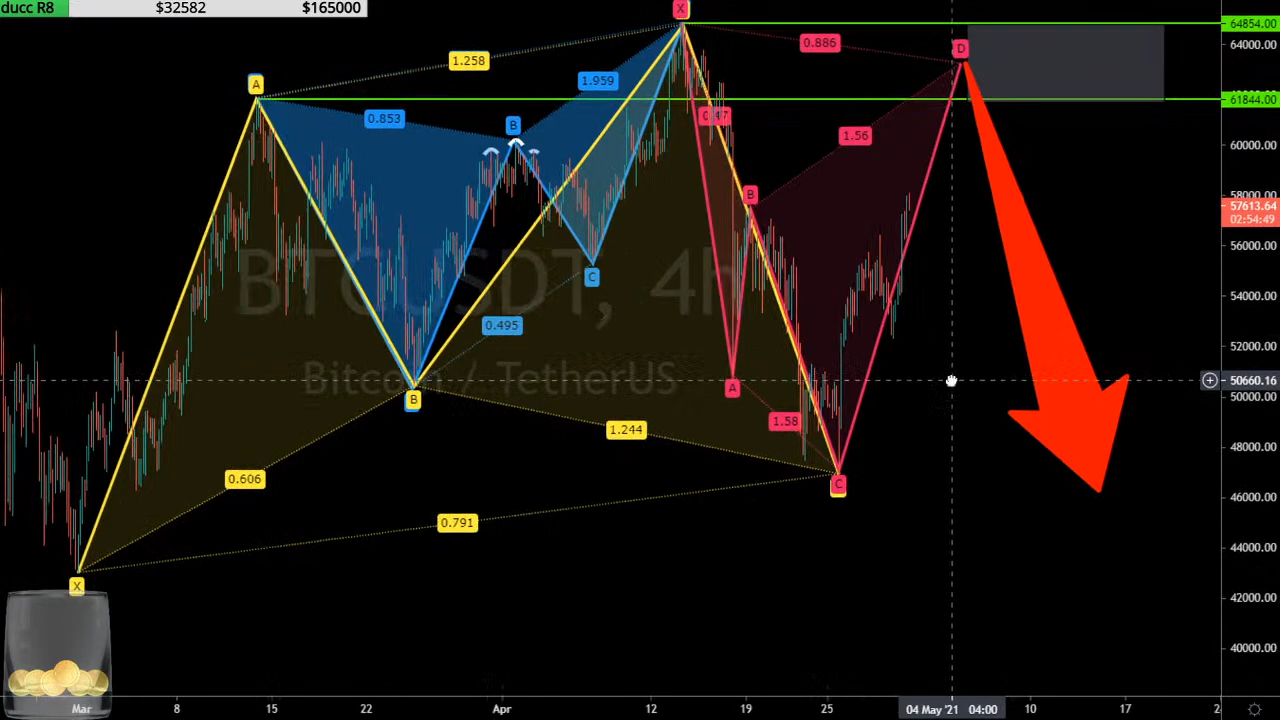 ducc R8 $32582 $165000
X
64854.00
64000.00
0.886
D
1.258
1.959
A
61844.00
0.853
0.47
B
1.56
60000.00
B
58000.00
57613.64
02:54:49
56000.00
BTCUSDT, 4h
C
54000.00
0.495
52000.00
Bitcoin / TetherUS
50660.16
A
50000.00
B
1.58
1.244
48000.00
0.606
C
46000.00
0.791
44000.00
X
42000.00
40000.00
Mar 8 15 22 Apr 12 19 25 04 May '21 04:00 10 17 2